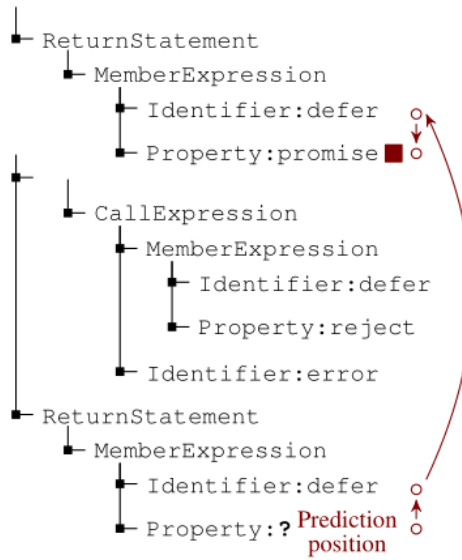 ReturnStatement
MemberExpression
Identifier:defer
Property:promise
CallExpression
MemberExpression
Identifier:defer
Property:reject
Identifier:error
ReturnStatement
MemberExpression
Identifier:defer
Property:? Prediction
position